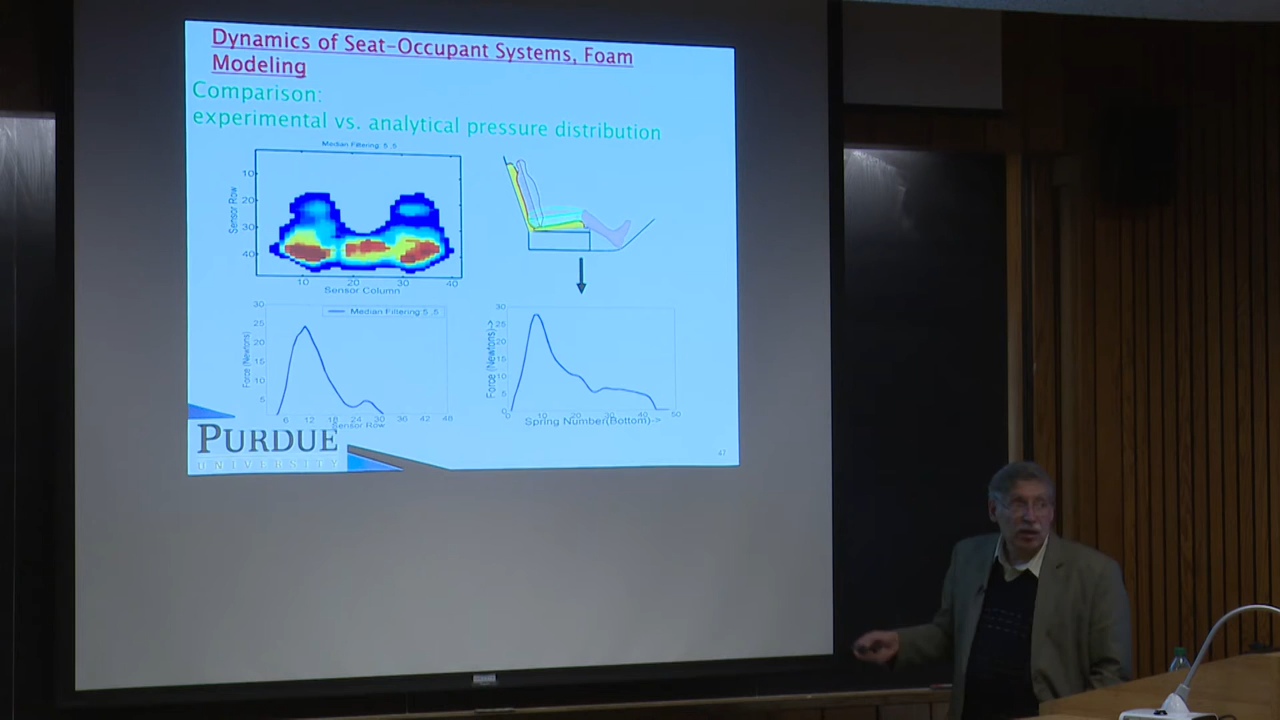 Dynamics of Seat-Occupant Systems, Foam
Modeling
Comparison:
experimental vs. analytical pressure distribution
Median Filtering: 5 ,5
Sensor Row
10
20
30
40
10 20 30 40
Sensor Column
Force (Newtons)
30
25
20
15
10
5
Median Filtering 5 ,5
6 12 18 24 30 36 42 48
Sensor Row
Force (Newtons)->
30
25
20
15
10
5
0
0 10 20 30 40 50
Spring Number(Bottom)->
PURDUE
UNIVERSITY
47